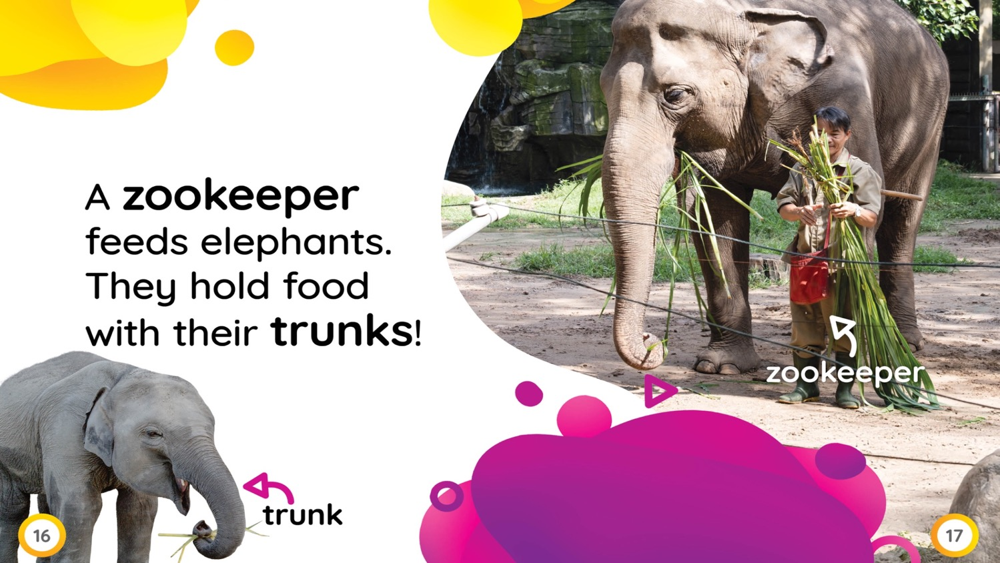 A zookeeper
feeds elephants.
They hold food
with their trunks!
trunk
16
zookeeper
17